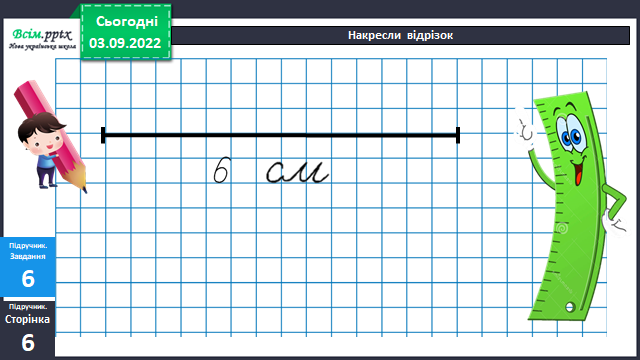 Всім.pptx
Нова українська школа
Сьогодні
03.09.2022
Накресли відрізок
6 см
Підручник.
Завдання
6
Підручник.
Сторінка
6